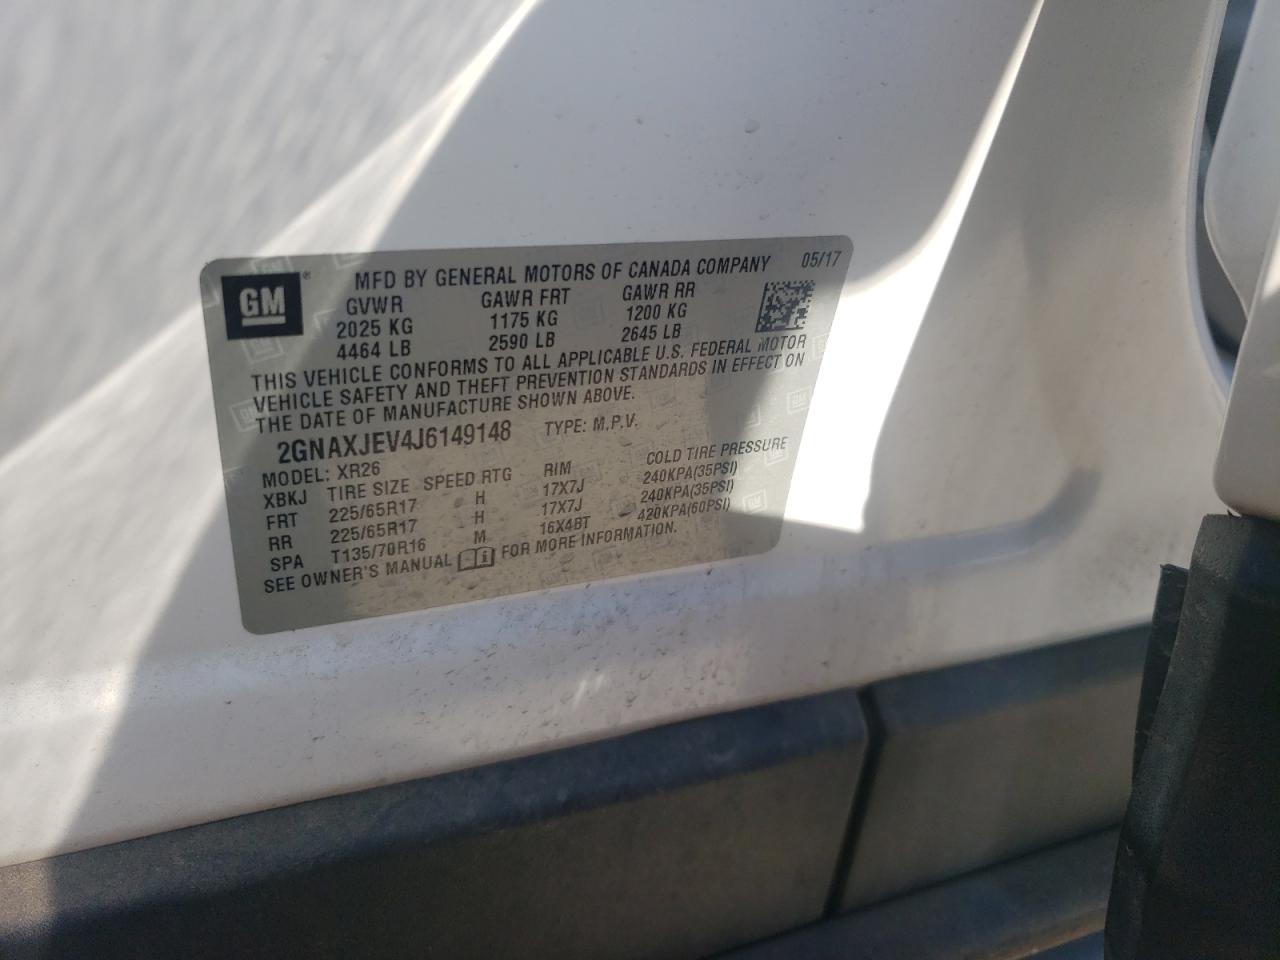 GM® MFD BY GENERAL MOTORS OF CANADA COMPANY 05/17
GVWR GAWR FRT GAWR RR
2025 KG 1175 KG 1200 KG
4464 LB 2590 LB 2645 LB
THIS VEHICLE CONFORMS TO ALL APPLICABLE U.S. FEDERAL MOTOR
VEHICLE SAFETY AND THEFT PREVENTION STANDARDS IN EFFECT ON
THE DATE OF MANUFACTURE SHOWN ABOVE.
2GNAXJEV4J6149148 TYPE: M.P.V.
MODEL: XR26
XBKJ TIRE SIZE SPEED RTG RIM COLD TIRE PRESSURE
FRT 225/65R17 H 17X7J 240KPA(35PSI)
RR 225/65R17 H 17X7J 240KPA(35PSI)
SPA T135/70R16 M 16X4BT 420KPA(60PSI)
SEE OWNER'S MANUAL FOR MORE INFORMATION.